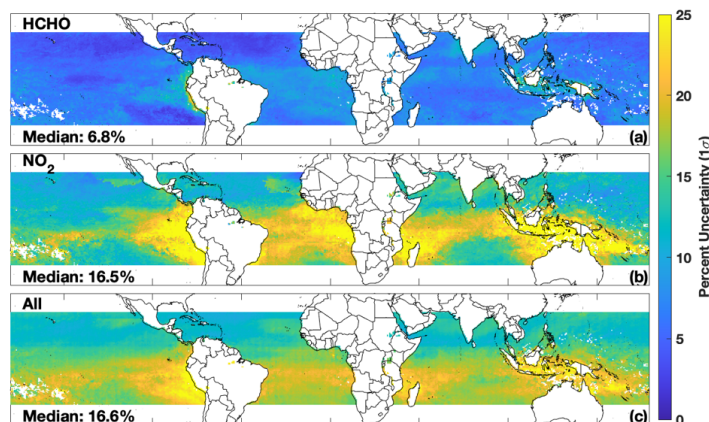 HCHO
Median: 6.8%
(a)
NO2
Median: 16.5%
(b)
All
Median: 16.6%
(c)
25
20
15
10
5
0
Percent Uncertainty (1σ)